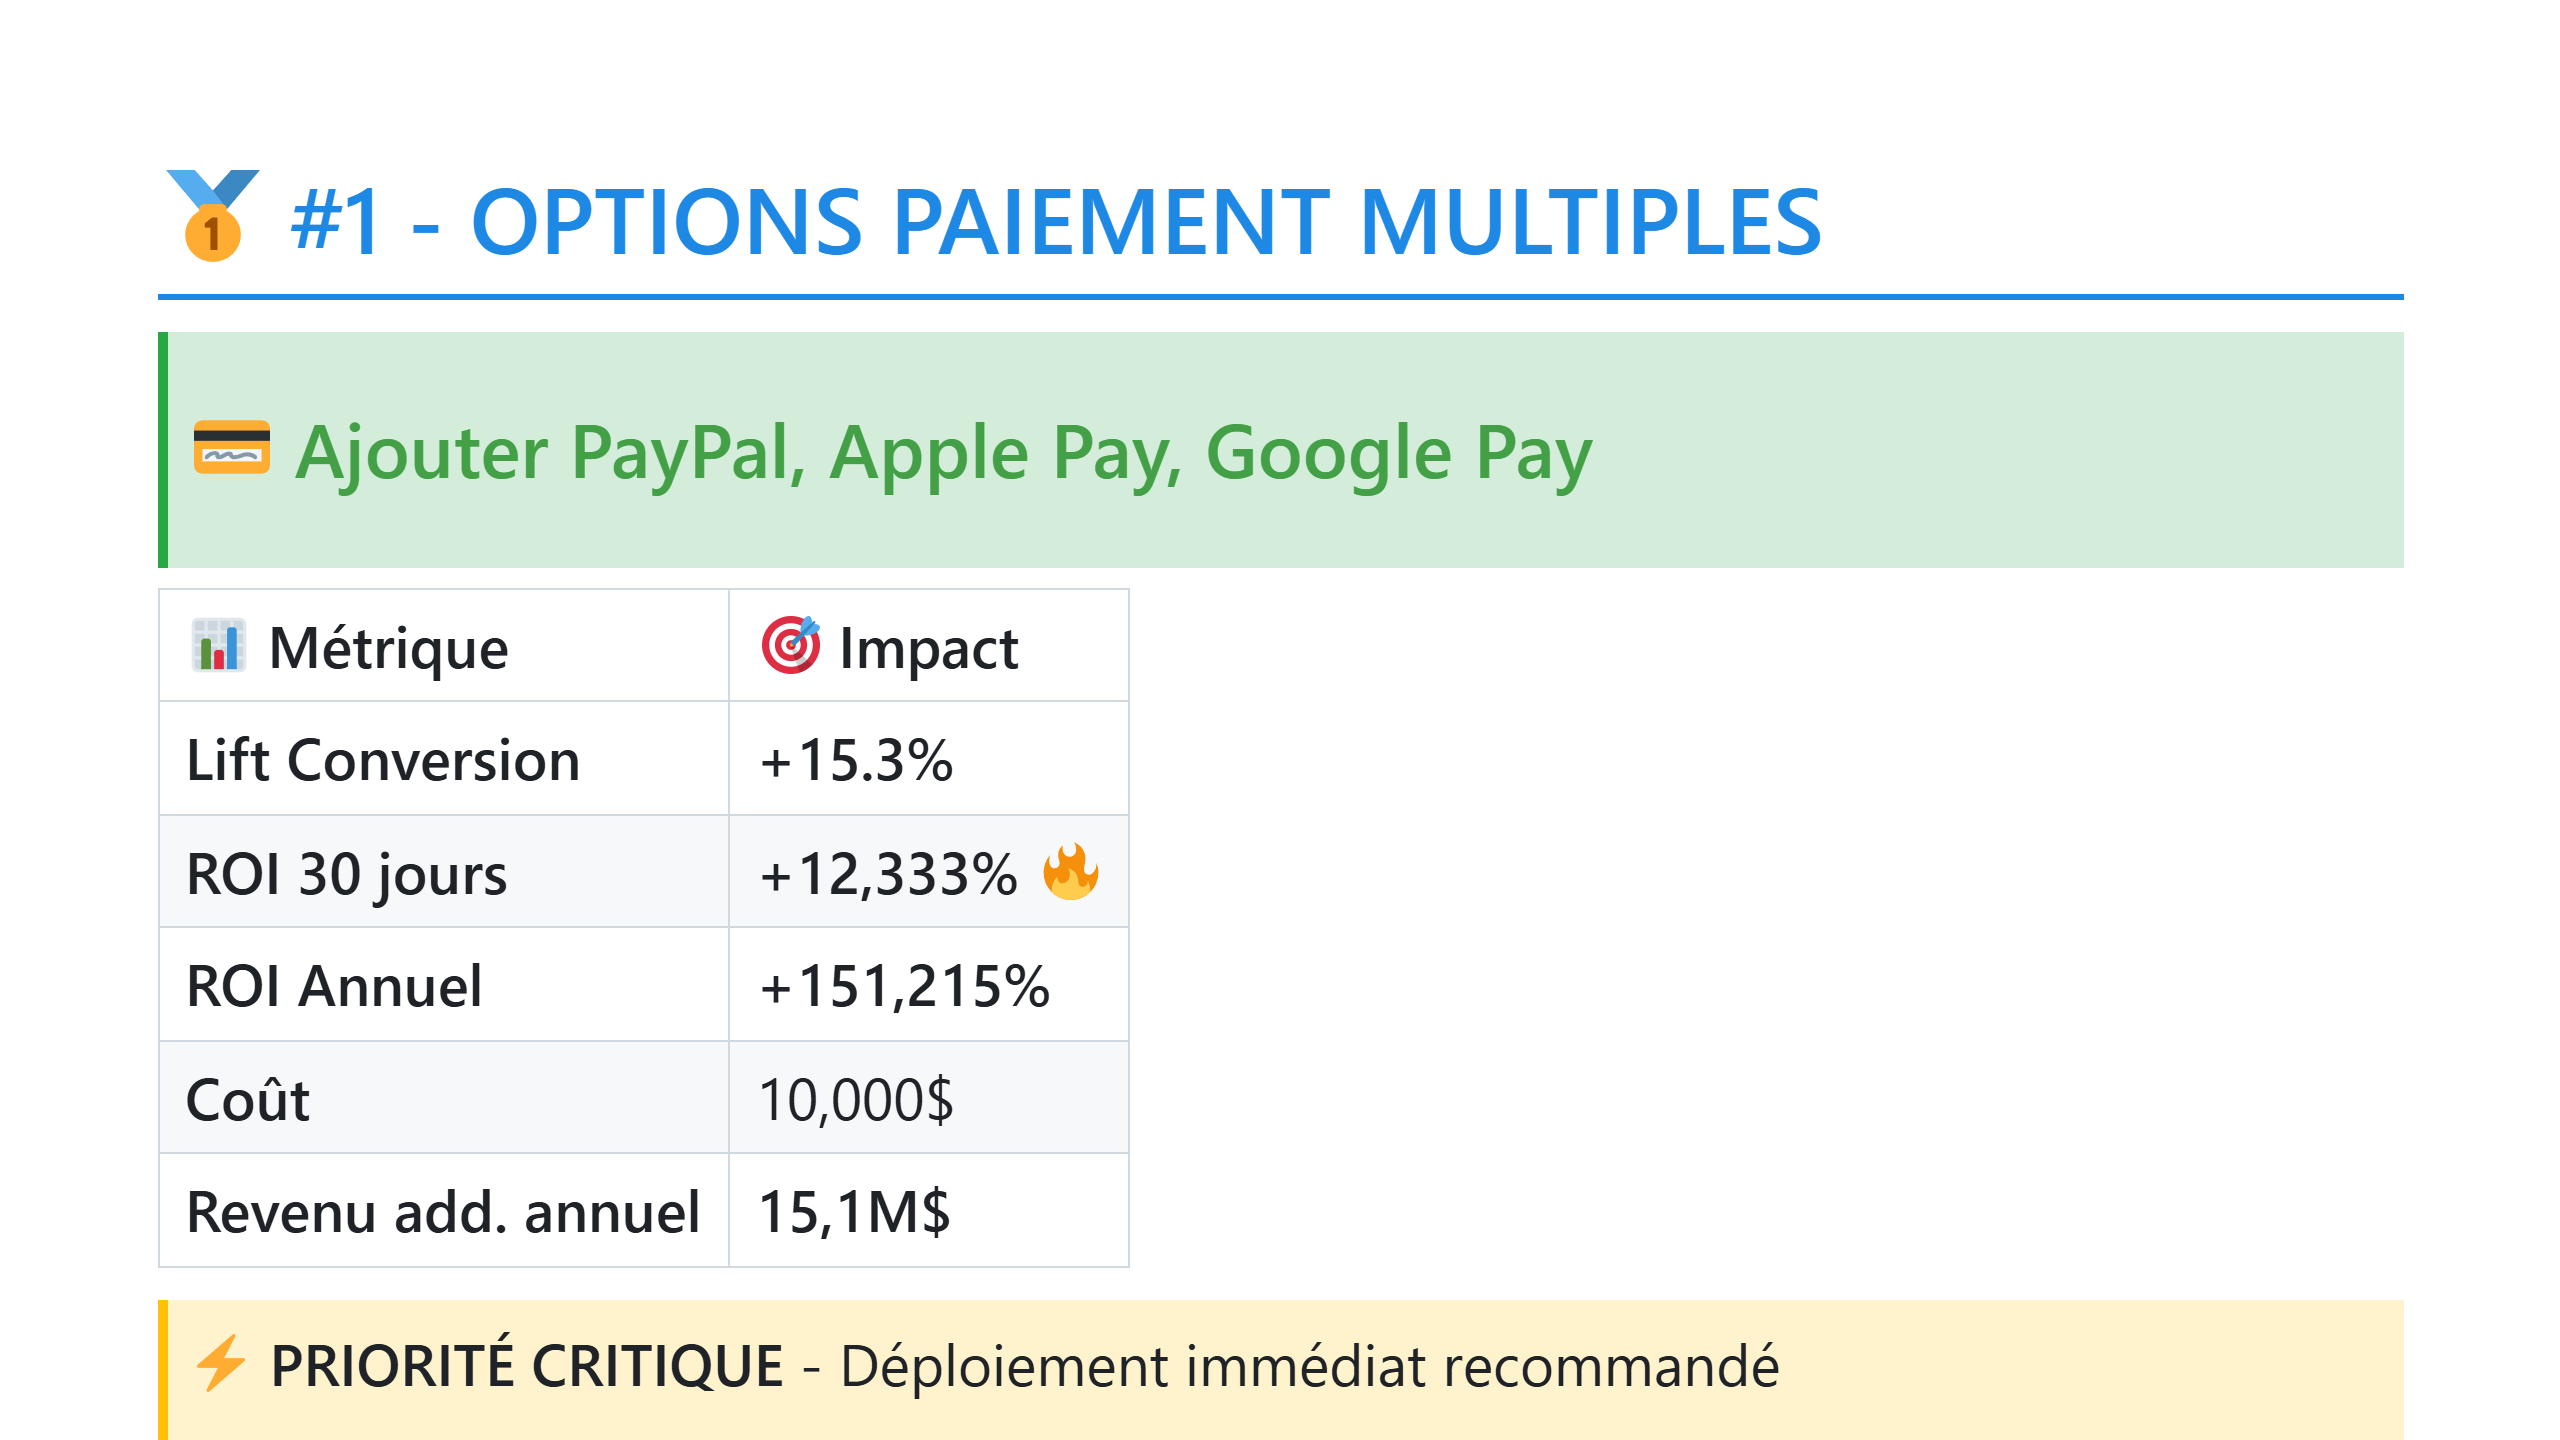 #1 - OPTIONS PAIEMENT MULTIPLES
Ajouter PayPal, Apple Pay, Google Pay
Métrique Impact
Lift Conversion +15.3%
ROI 30 jours +12,333%
ROI Annuel +151,215%
Coût 10,000$
Revenu add. annuel 15,1M$
PRIORITÉ CRITIQUE - Déploiement immédiat recommandé